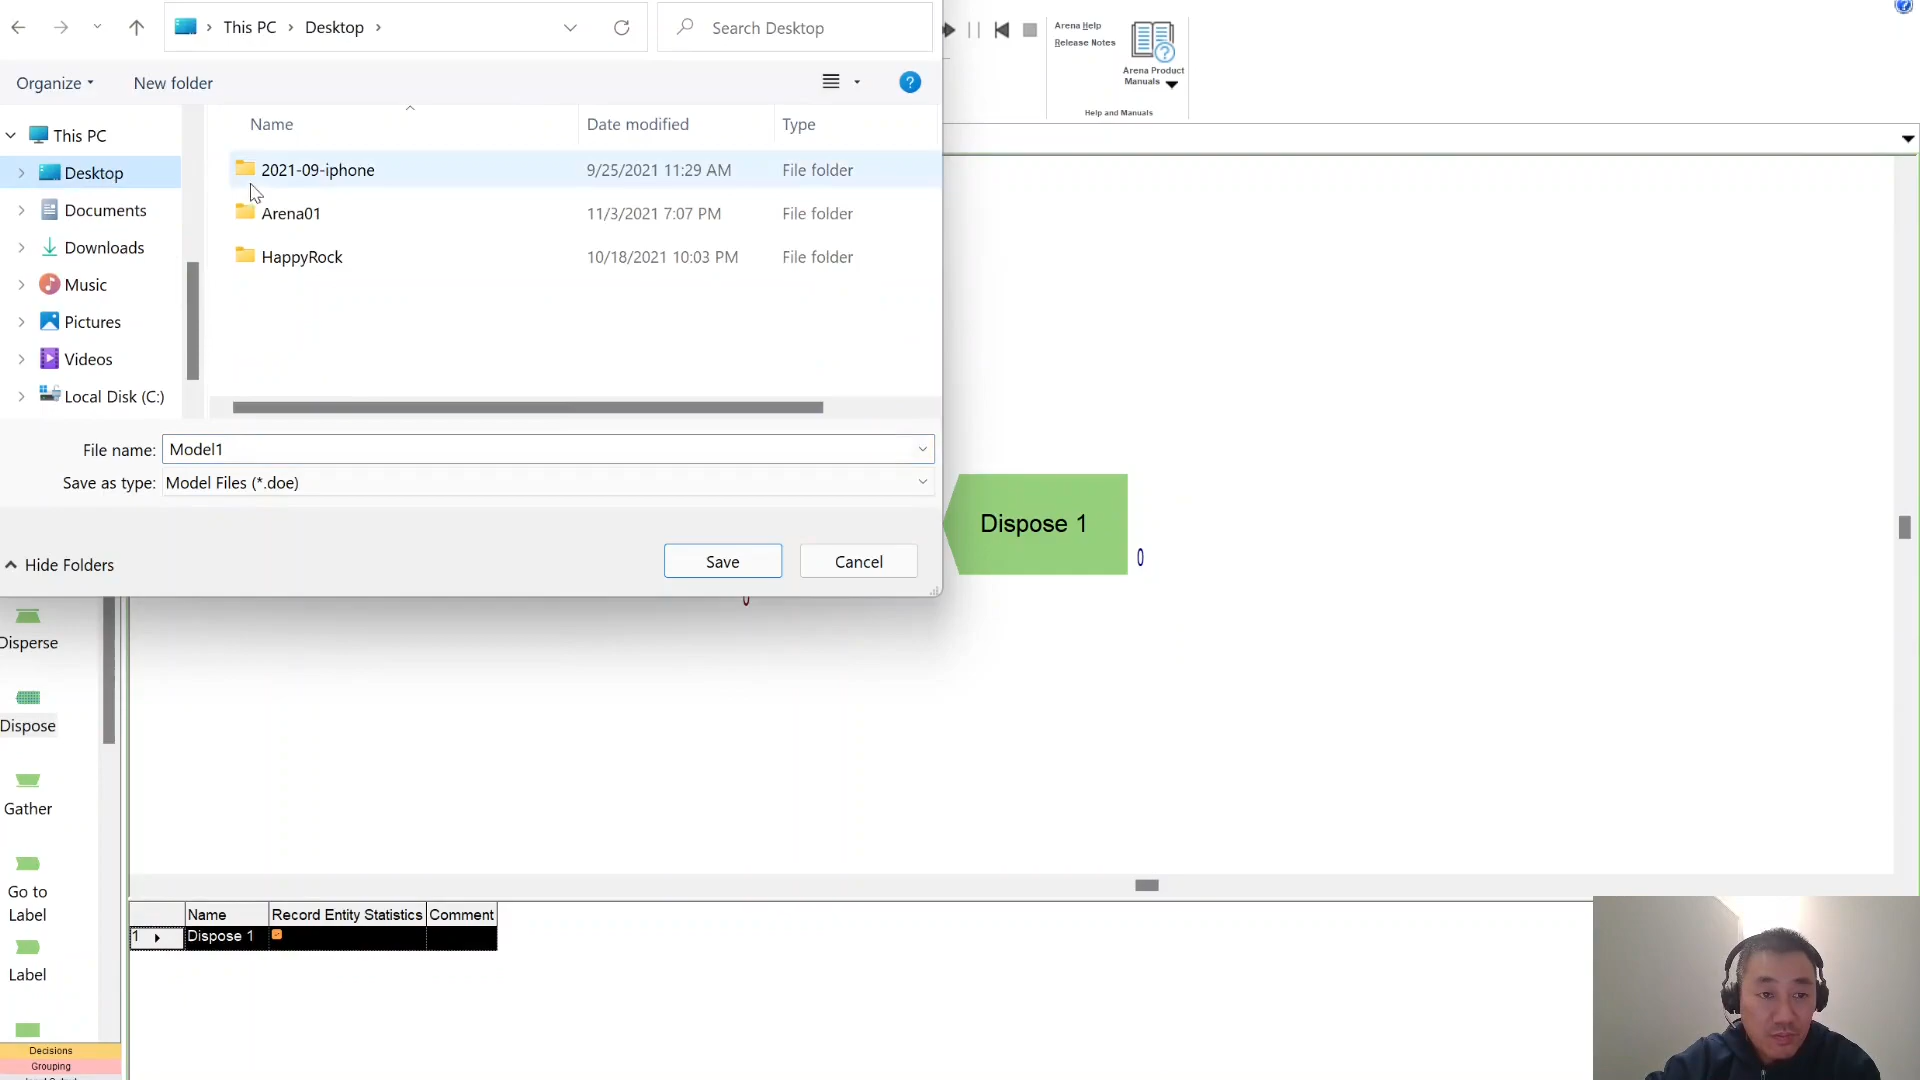 This PC
Desktop
Search Desktop
Organize
New folder
Name
Date modified
Type
This PC
Desktop
Documents
Downloads
Music
Pictures
Videos
Local Disk (C:)
2021-09-iphone
9/25/2021 11:29 AM
File folder
Arena01
11/3/2021 7:07 PM
File folder
HappyRock
10/18/2021 10:03 PM
File folder
File name:
Model1
Save as type:
Model Files (*.doe)
Hide Folders
Save
Cancel
Arena Help
Release Notes
Arena Product
Manuals
Help and Manuals
Dispose 1
0
0
Disperse
Dispose
Gather
Go to
Label
Label
Decisions
Grouping
Name
Record Entity Statistics
Comment
1
Dispose 1